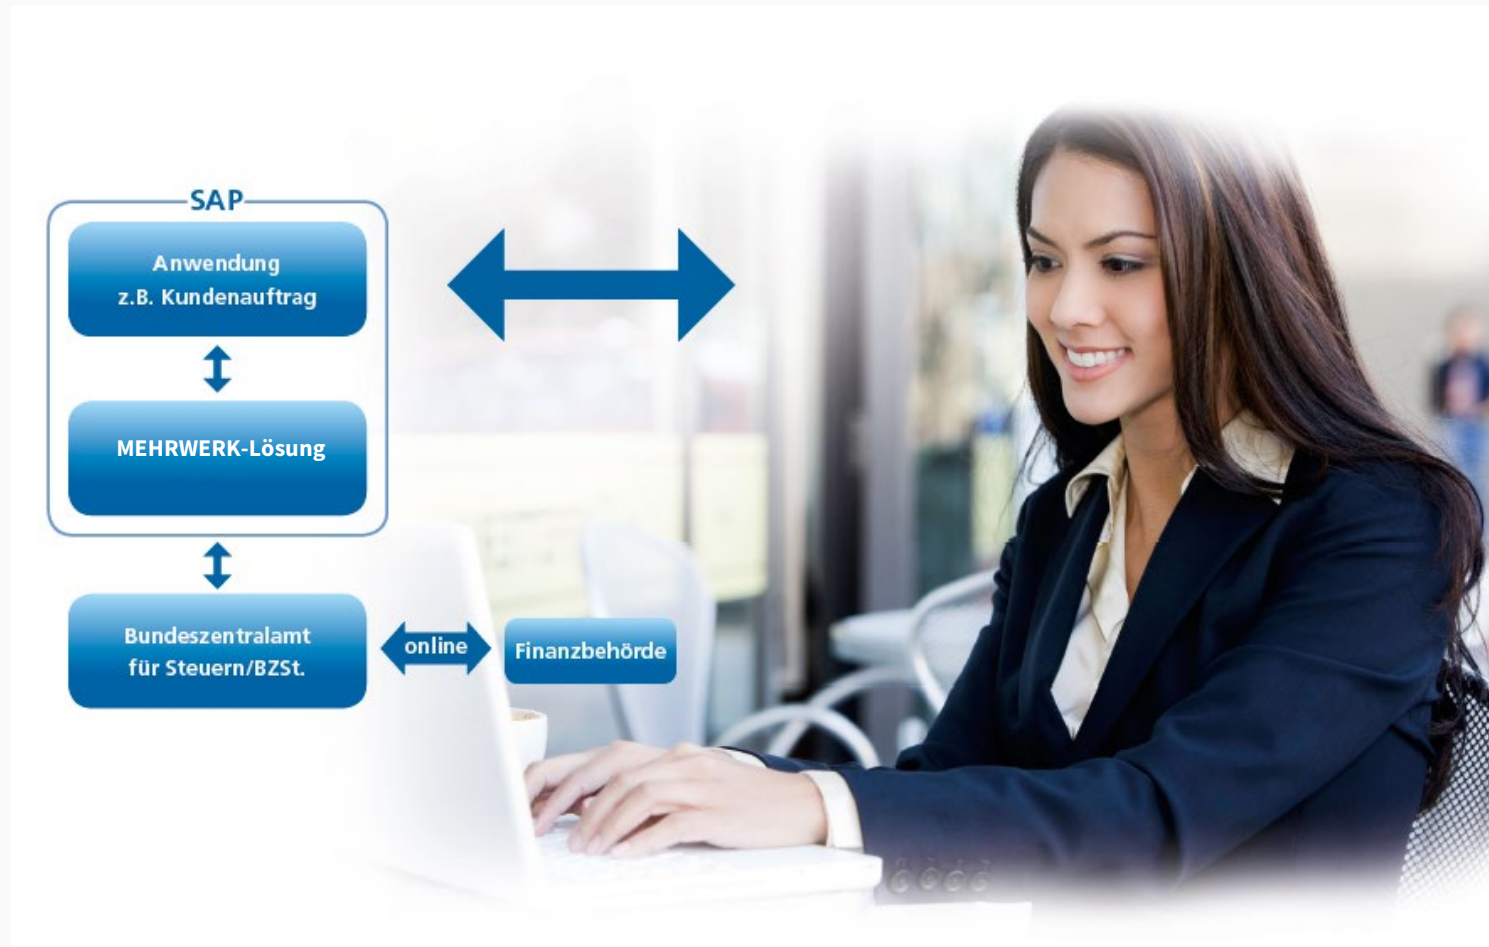 SAP
Anwendung
z.B. Kundenauftrag
MEHRWERK-Lösung
Bundeszentralamt
für Steuern/BZSt.
online
Finanzbehörde